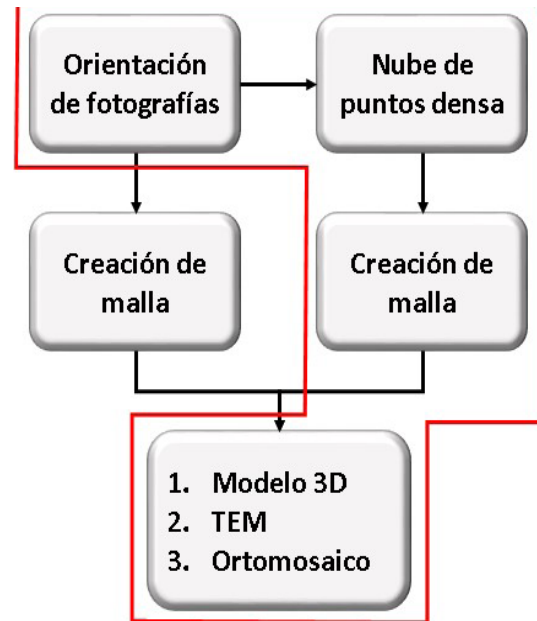 Orientación
de fotografías
Nube de
puntos densa
Creación de
malla
Creación de
malla
1. Modelo 3D
2. TEM
3. Ortomosaico